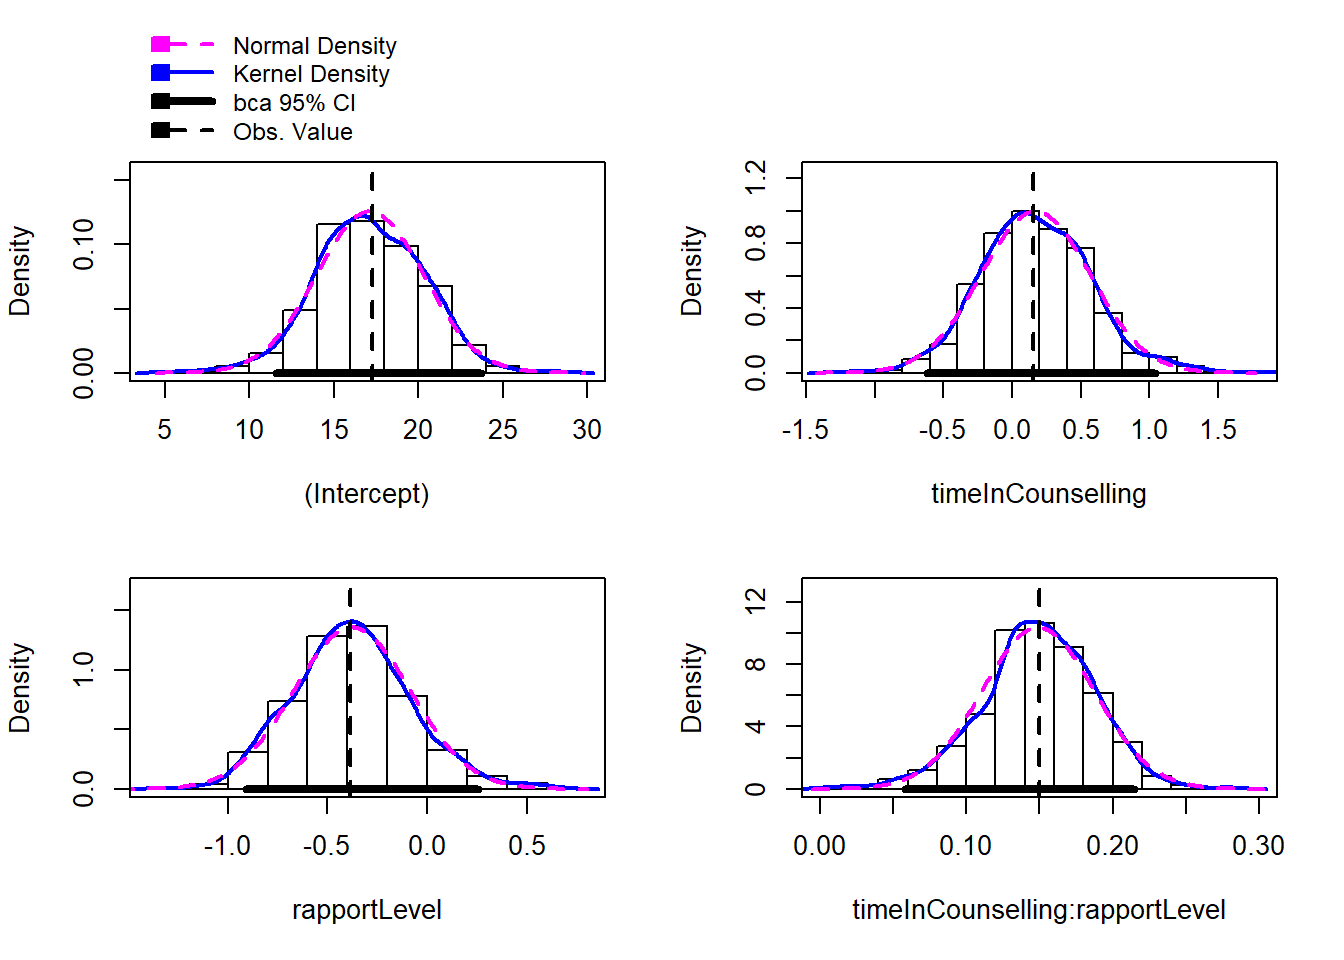 Normal Density
Kernel Density
bca 95% CI
Obs. Value
Density
0.00 0.10
5 10 15 20 25 30
(Intercept)
Density
0.0 0.4 0.8 1.2
-1.5 -0.5 0.0 0.5 1.0 1.5
timeInCounselling
Density
0.0 1.0
-1.0 -0.5 0.0 0.5
rapportLevel
Density
0 4 8 12
0.00 0.10 0.20 0.30
timeInCounselling:rapportLevel